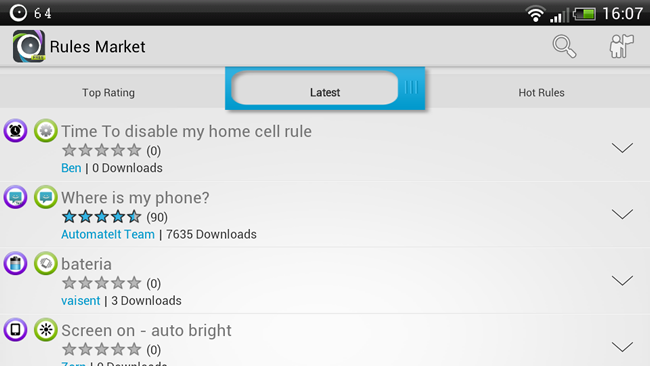 64 16:07
Rules Market
Top Rating Latest Hot Rules
Time To disable my home cell rule
(0)
Ben | 0 Downloads
Where is my phone?
(90)
AutomateIt Team | 7635 Downloads
bateria
(0)
vaisent | 3 Downloads
Screen on - auto bright
(0)